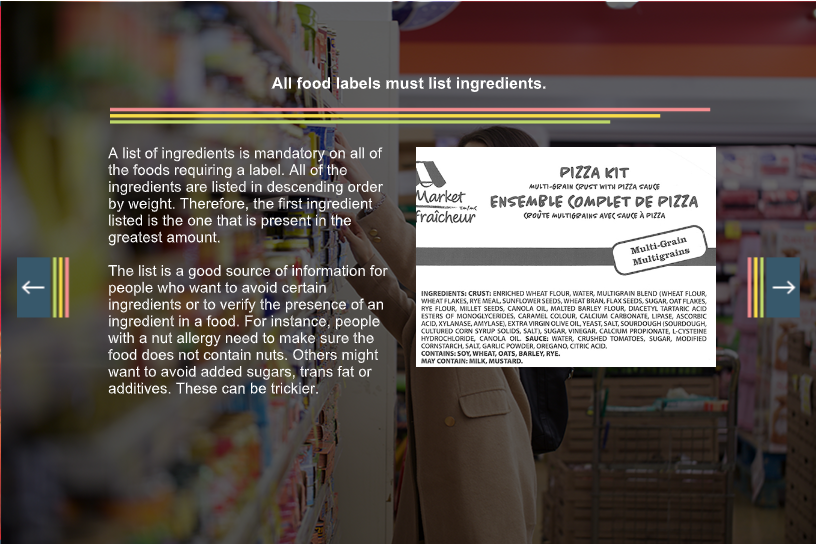 All food labels must list ingredients.
A list of ingredients is mandatory on all of
the foods requiring a label. All of the
ingredients are listed in descending order
by weight. Therefore, the first ingredient
listed is the one that is present in the
greatest amount.
The list is a good source of information for
people who want to avoid certain
ingredients or to verify the presence of an
ingredient in a food. For instance, people
with a nut allergy need to make sure the
food does not contain nuts. Others might
want to avoid added sugars, trans fat or
additives. These can be trickier.
Market
Fraîcheur
PIZZA KIT
MULTI-GRAIN CRUST WITH PIZZA SAUCE
ENSEMBLE COMPLET DE PIZZA
CROÛTE MULTIGRAINS AVEC SAUCE À PIZZA
Multi-Grain
Multigrains
INGREDIENTS: CRUST: ENRICHED WHEAT FLOUR, WATER, MULTIGRAIN BLEND (WHEAT FLOUR,
WHEAT FLAKES, RYE MEAL, SUNFLOWER SEEDS, WHEAT BRAN, FLAX SEEDS, SUGAR, OAT FLAKES,
RYE FLOUR, MILLET SEEDS, CANOLA OIL, MALTED BARLEY FLOUR, DIACETYL TARTARIC ACID
ESTERS OF MONOGLYCERIDES, CARAMEL COLOUR, CALCIUM CARBONATE, LIPASE, ASCORBIC
ACID, XYLANASE, AMYLASE), EXTRA VIRGIN OLIVE OIL, YEAST, SALT, SOURDOUGH (SOURDOUGH,
CULTURED CORN SYRUP SOLIDS, SALT), SUGAR, VINEGAR, CALCIUM PROPIONATE, L-CYSTEINE
HYDROCHLORIDE, CANOLA OIL. SAUCE: WATER, CRUSHED TOMATOES, SUGAR, MODIFIED
CORNSTARCH, SALT, GARLIC POWDER, OREGANO, CITRIC ACID.
CONTAINS: SOY, WHEAT, OATS, BARLEY, RYE.
MAY CONTAIN: MILK, MUSTARD.